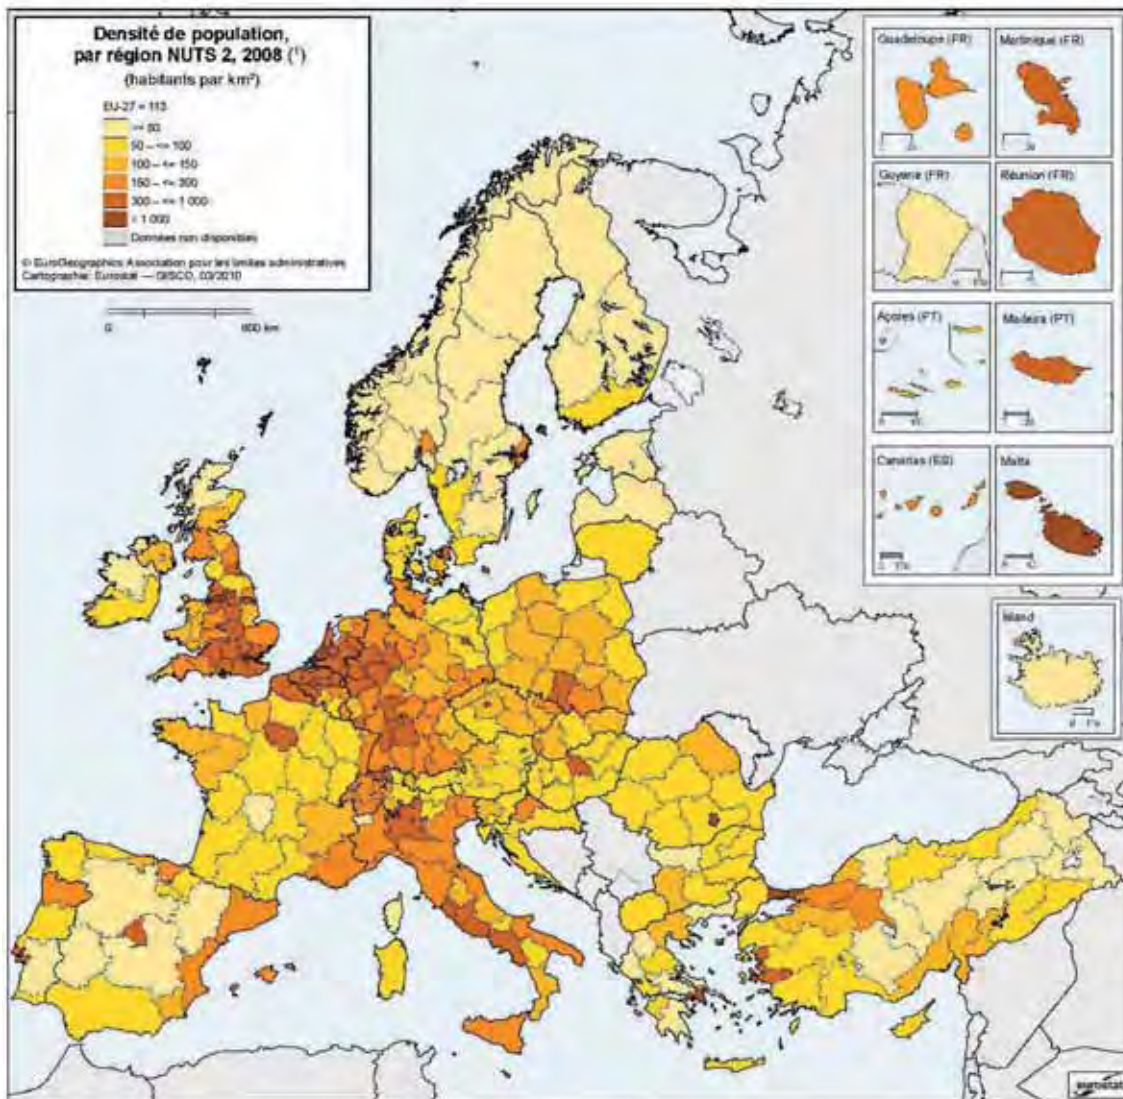 Densité de population,
par région NUTS 2, 2008 (¹)
(habitants par km²)
EU-27 = 113
<= 50
50 – <= 100
100 – <= 150
150 – <= 300
300 – <= 1 000
> 1 000
Données non disponibles
© EuroGeographics Association pour les limites administratives
Cartographie: Eurostat — GISCO, 03/2010
0 600 km
Guadeloupe (FR)
Martinique (FR)
Guyane (FR)
Réunion (FR)
Açores (PT)
Madeira (PT)
Canarias (ES)
Malta
Island
eurostat